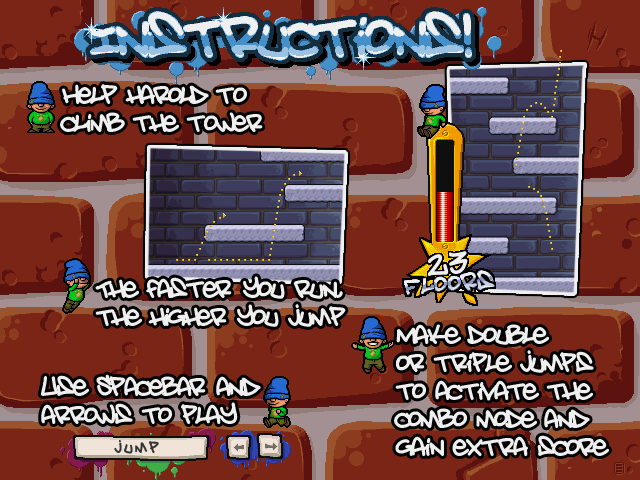 INSTRUCTIONS!
HELP HAROLD TO
CLIMB THE TOWER
THE FASTER YOU RUN,
THE HIGHER YOU JUMP
USE SPACEBAR AND
ARROWS TO PLAY
JUMP
23
FLOORS
MAKE DOUBLE
OR TRIPLE JUMPS
TO ACTIVATE THE
COMBO MODE AND
GAIN EXTRA SCORE